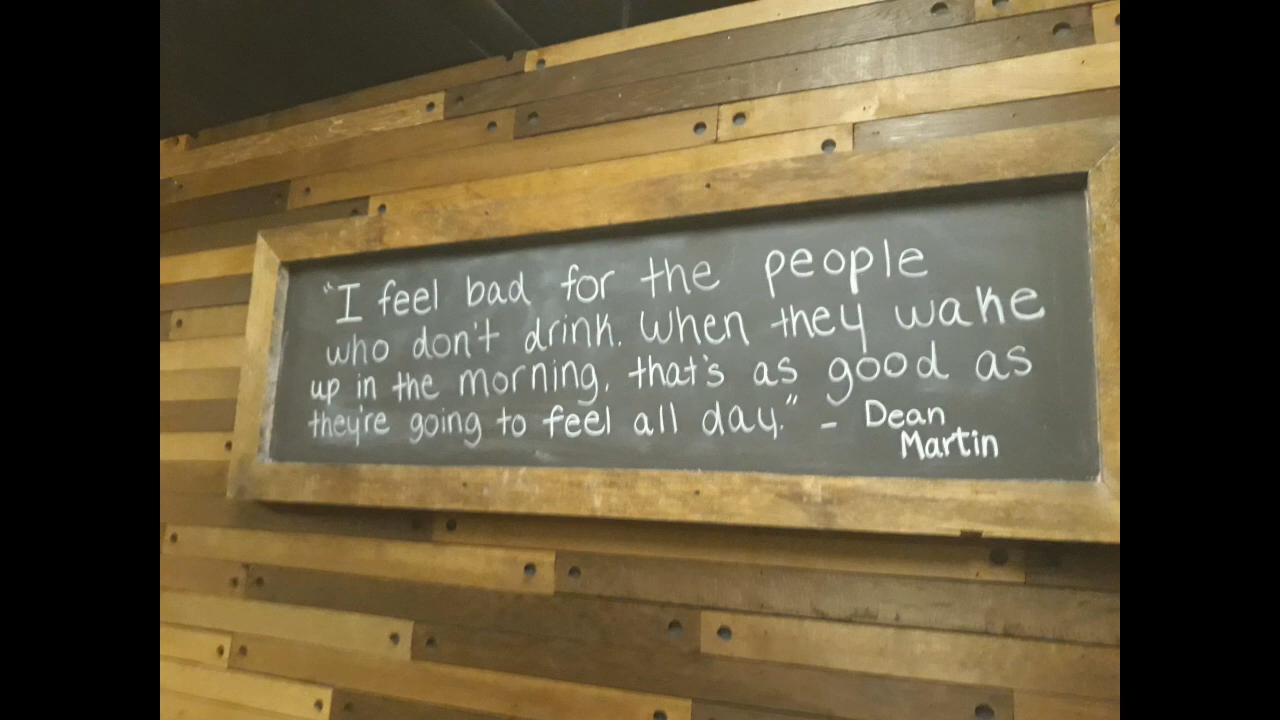 "I feel bad for the people
who don't drink. When they wake
up in the morning, that's as good as
they're going to feel all day." - Dean
Martin